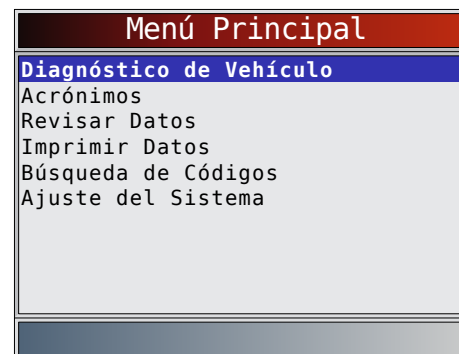 Menú Principal
Diagnóstico de Vehículo
Acrónimos
Revisar Datos
Imprimir Datos
Búsqueda de Códigos
Ajuste del Sistema